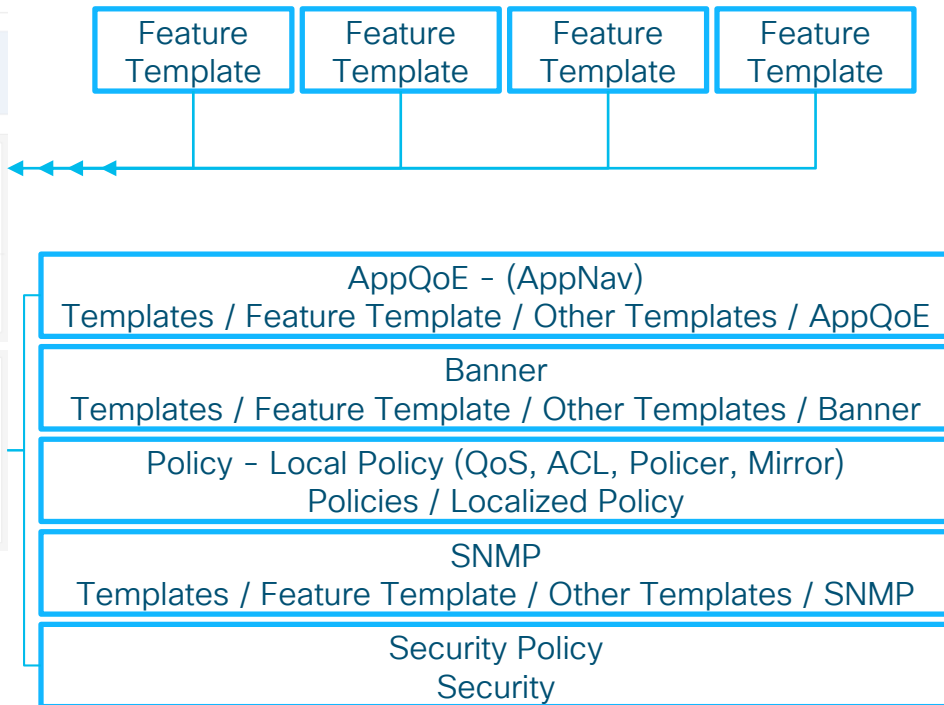 Feature
Template
Feature
Template
Feature
Template
Feature
Template
AppQoE - (AppNav)
Templates / Feature Template / Other Templates / AppQoE
Banner
Templates / Feature Template / Other Templates / Banner
Policy - Local Policy (QoS, ACL, Policer, Mirror)
Policies / Localized Policy
SNMP
Templates / Feature Template / Other Templates / SNMP
Security Policy
Security